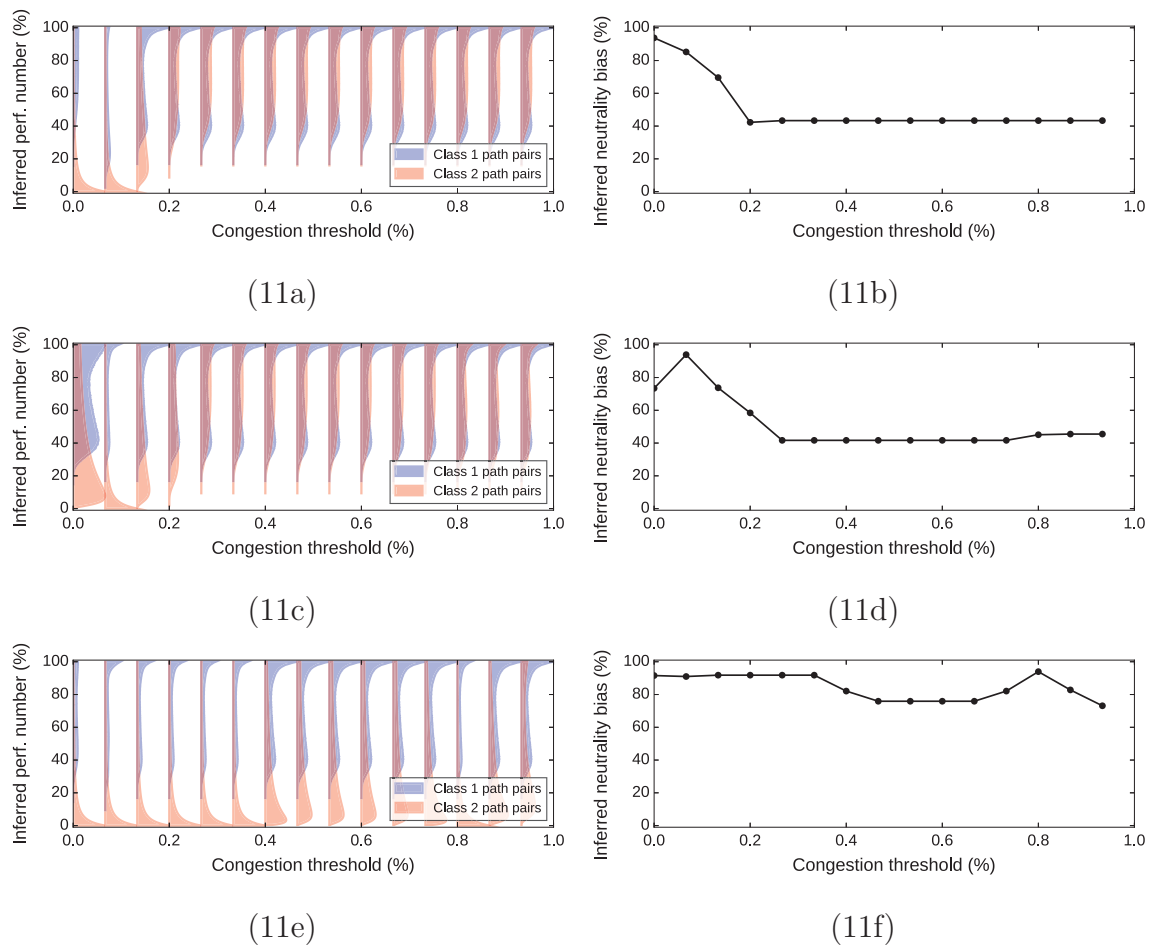 Inferred perf. number (%)
100
80
60
40
20
0
Class 1 path pairs
Class 2 path pairs
0.0 0.2 0.4 0.6 0.8 1.0
Congestion threshold (%)
(11a)
Inferred neutrality bias (%)
100
80
60
40
20
0
0.0 0.2 0.4 0.6 0.8 1.0
Congestion threshold (%)
(11b)
Inferred perf. number (%)
100
80
60
40
20
0
Class 1 path pairs
Class 2 path pairs
0.0 0.2 0.4 0.6 0.8 1.0
Congestion threshold (%)
(11c)
Inferred neutrality bias (%)
100
80
60
40
20
0
0.0 0.2 0.4 0.6 0.8 1.0
Congestion threshold (%)
(11d)
Inferred perf. number (%)
100
80
60
40
20
0
Class 1 path pairs
Class 2 path pairs
0.0 0.2 0.4 0.6 0.8 1.0
Congestion threshold (%)
(11e)
Inferred neutrality bias (%)
100
80
60
40
20
0
0.0 0.2 0.4 0.6 0.8 1.0
Congestion threshold (%)
(11f)